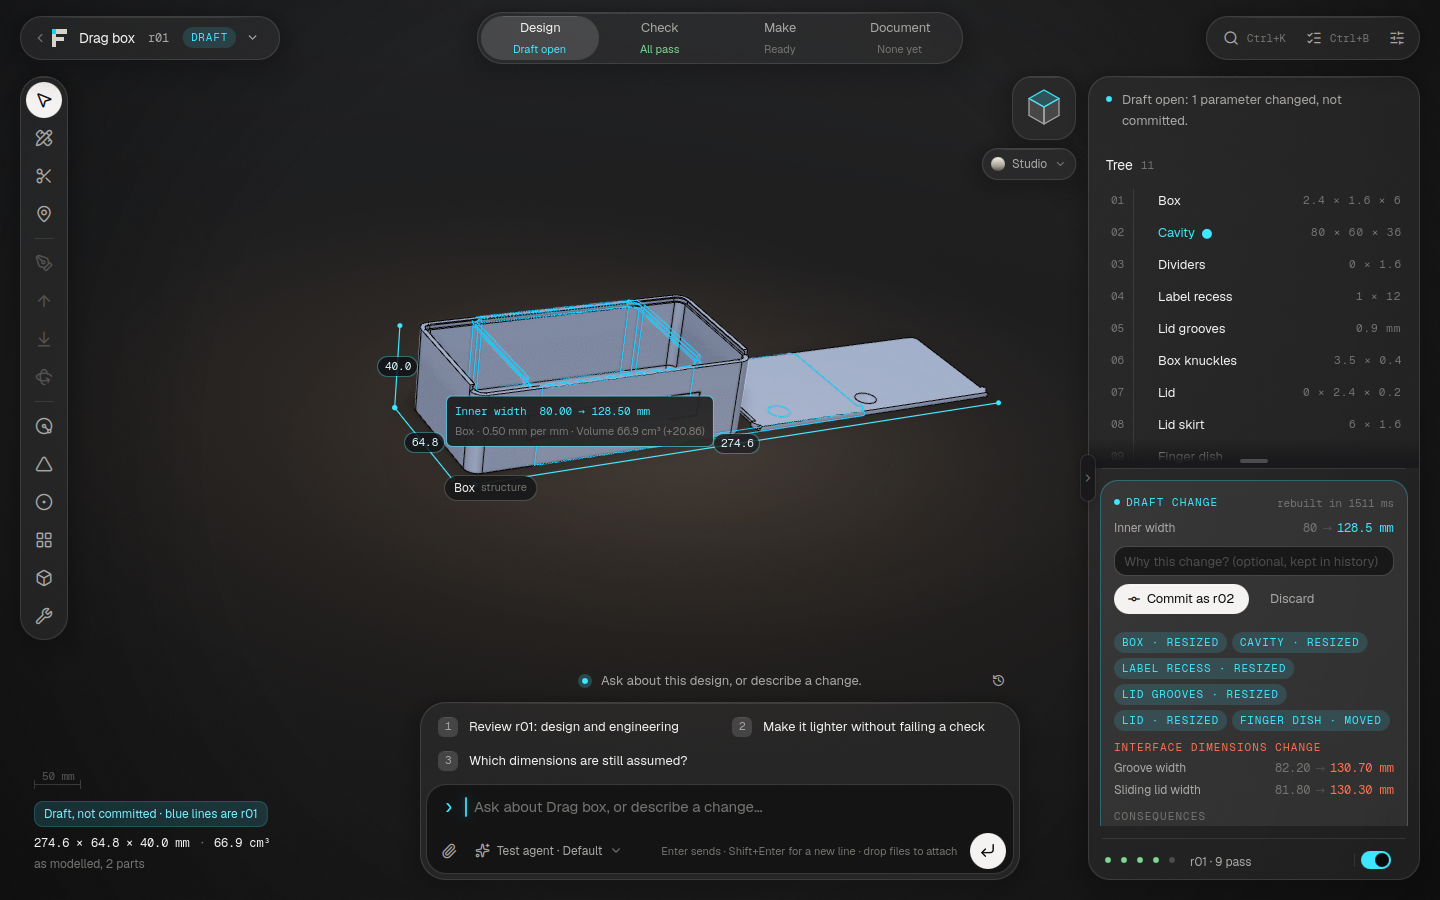 Drag box r01 DRAFT
Design
Draft open
Check
All pass
Make
Ready
Document
None yet
Ctrl+K
Ctrl+B
Studio
Draft open: 1 parameter changed, not
committed.
Tree 11
01 Box 2.4 × 1.6 × 6
02 Cavity 80 × 60 × 36
03 Dividers 0 × 1.6
04 Label recess 1 × 12
05 Lid grooves 0.9 mm
06 Box knuckles 3.5 × 0.4
07 Lid 0 × 2.4 × 0.2
08 Lid skirt 6 × 1.6
09 Finger dish
40.0
64.8
274.6
Inner width 80.00 → 128.50 mm
Box · 0.50 mm per mm · Volume 66.9 cm³ (+20.86)
Box structure
DRAFT CHANGE rebuilt in 1511 ms
Inner width 80 → 128.5 mm
Why this change? (optional, kept in history)
Commit as r02 Discard
BOX · RESIZED CAVITY · RESIZED
LABEL RECESS · RESIZED
LID GROOVES · RESIZED
LID · RESIZED FINGER DISH · MOVED
INTERFACE DIMENSIONS CHANGE
Groove width 82.20 → 130.70 mm
Sliding lid width 81.80 → 130.30 mm
CONSEQUENCES
r01 · 9 pass
Ask about this design, or describe a change.
1 Review r01: design and engineering
2 Make it lighter without failing a check
3 Which dimensions are still assumed?
Ask about Drag box, or describe a change…
Test agent · Default
Enter sends · Shift+Enter for a new line · drop files to attach
50 mm
Draft, not committed · blue lines are r01
274.6 × 64.8 × 40.0 mm · 66.9 cm³
as modelled, 2 parts